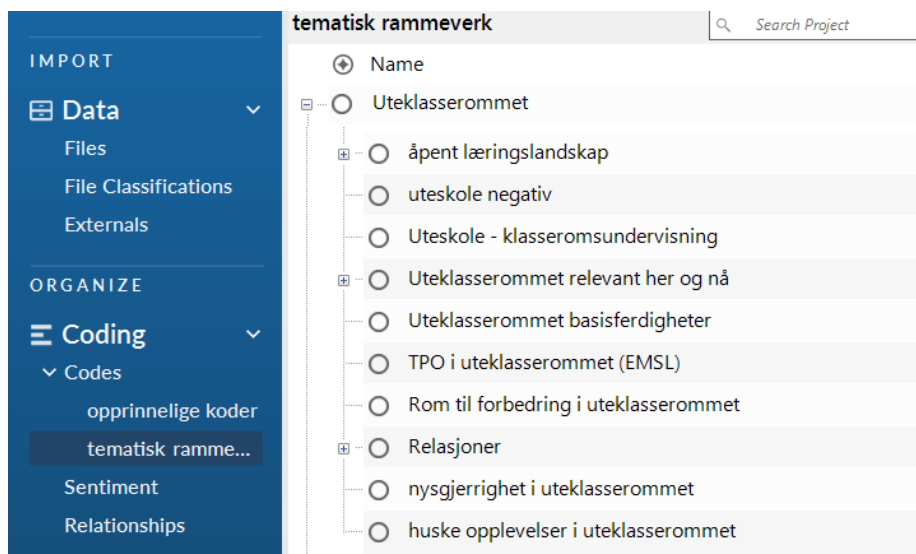 IMPORT
Data
Files
File Classifications
Externals
ORGANIZE
Coding
Codes
opprinnelige koder
tematisk ramme...
Sentiment
Relationships
tematisk rammeverk
Search Project
Name
Uteklasserommet
åpent læringslandskap
uteskole negativ
Uteskole - klasseromsundervisning
Uteklasserommet relevant her og nå
Uteklasserommet basisferdigheter
TPO i uteklasserommet (EMSL)
Rom til forbedring i uteklasserommet
Relasjoner
nysgjerrighet i uteklasserommet
huske opplevelser i uteklasserommet